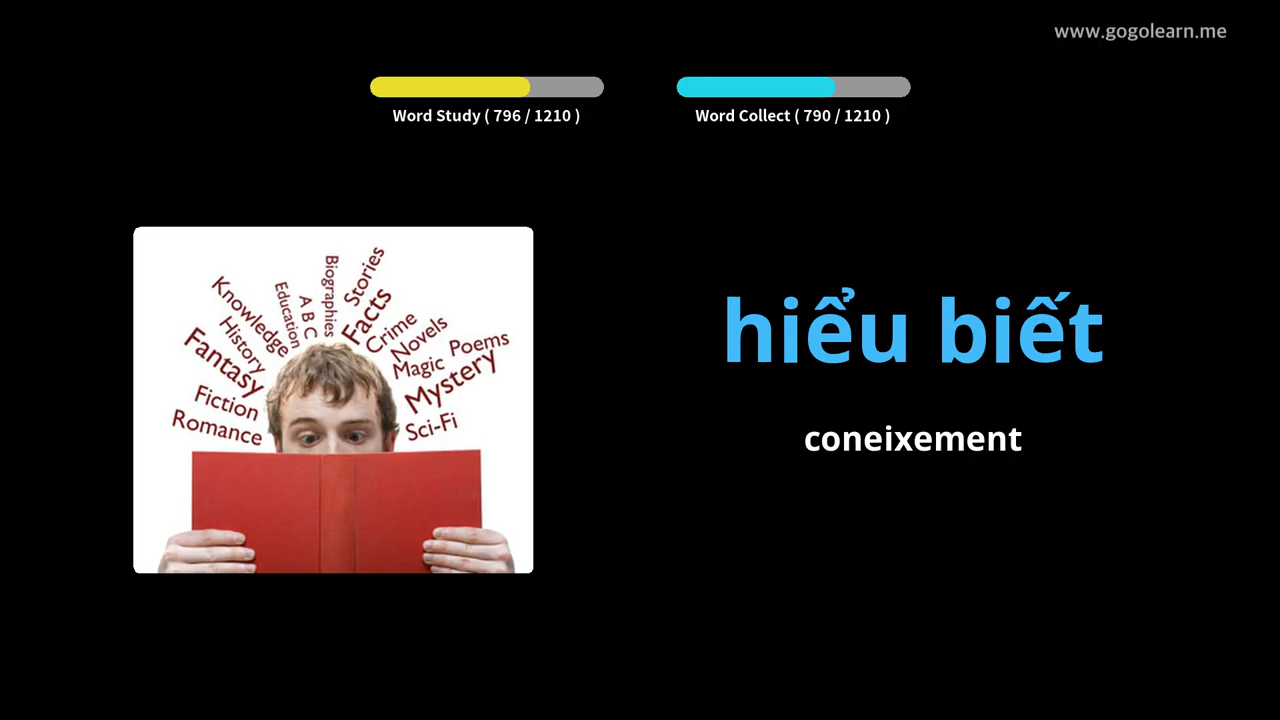 www.gogolearn.me
Word Study ( 796 / 1210 )
Word Collect ( 790 / 1210 )
Knowledge
History
Fantasy
Fiction
Romance
Education
A B C
Biographies
Stories
Facts
Crime
Novels
Magic
Poems
Mystery
Sci-Fi
hiểu biết
coneixement